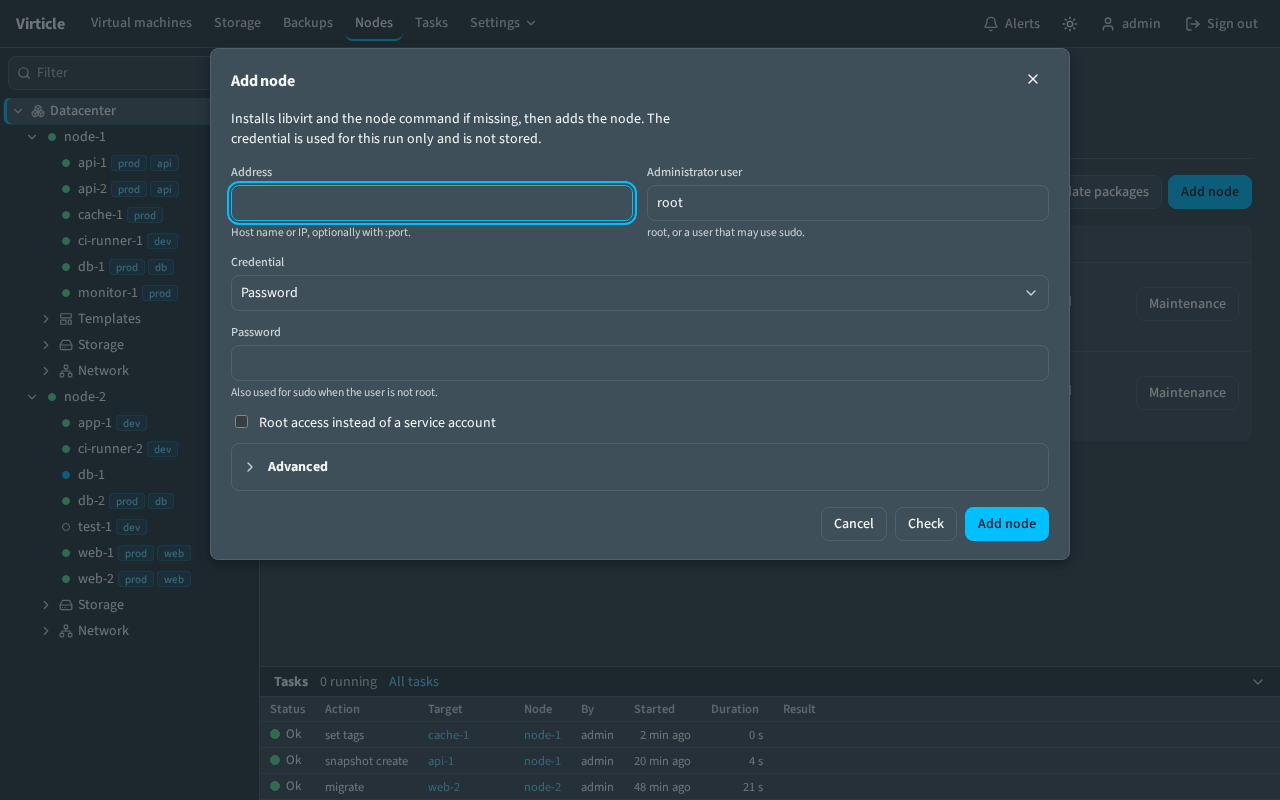 Virticle
Virtual machines
Storage
Backups
Nodes
Tasks
Settings
Alerts
admin
Sign out
Filter
Datacenter
node-1
api-1 prod api
api-2 prod api
cache-1 prod
ci-runner-1 dev
db-1 prod db
monitor-1 prod
Templates
Storage
Network
node-2
app-1 dev
ci-runner-2 dev
db-1
db-2 prod db
test-1 dev
web-1 prod web
web-2 prod web
Storage
Network
Add node
Installs libvirt and the node command if missing, then adds the node. The
credential is used for this run only and is not stored.
Address
Host name or IP, optionally with :port.
Administrator user
root
root, or a user that may use sudo.
Credential
Password
Password
Also used for sudo when the user is not root.
Root access instead of a service account
Advanced
Cancel
Check
Add node
packages
Add node
Maintenance
Maintenance
Tasks 0 running All tasks
Status Action Target Node By Started Duration Result
Ok set tags cache-1 node-1 admin 2 min ago 0 s
Ok snapshot create api-1 node-1 admin 20 min ago 4 s
Ok migrate web-2 node-2 admin 48 min ago 21 s